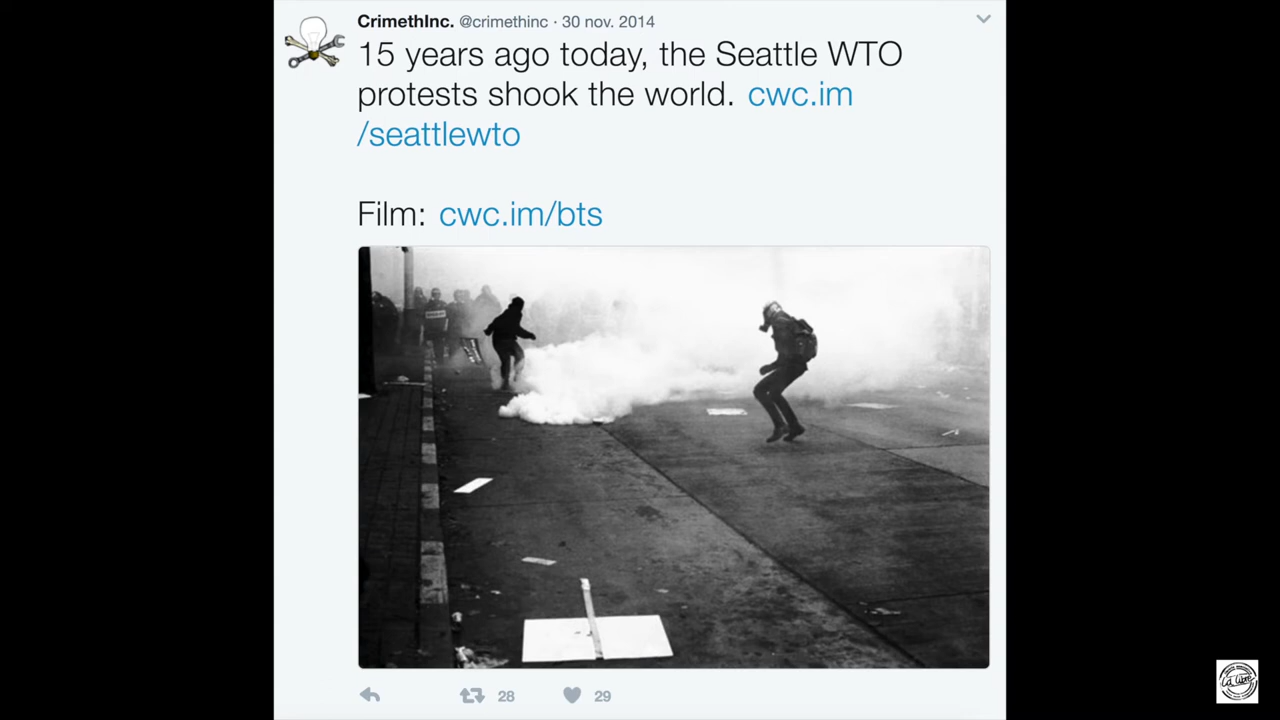 CrimethInc. @crimethinc · 30 nov. 2014
15 years ago today, the Seattle WTO
protests shook the world. cwc.im
/seattlewto
Film: cwc.im/bts
28 29